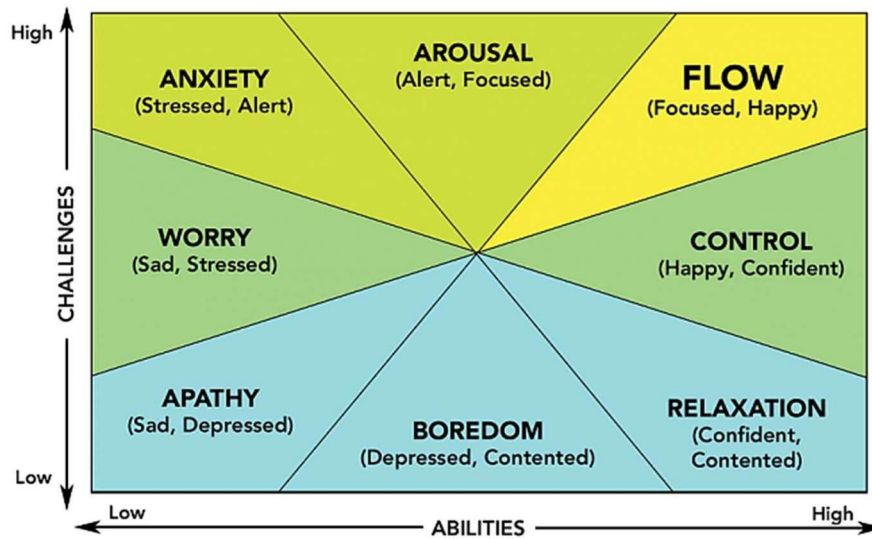 High
ANXIETY
(Stressed, Alert)
AROUSAL
(Alert, Focused)
FLOW
(Focused, Happy)
CHALLENGES
WORRY
(Sad, Stressed)
CONTROL
(Happy, Confident)
APATHY
(Sad, Depressed)
BOREDOM
(Depressed, Contented)
RELAXATION
(Confident,
Contented)
Low
Low
ABILITIES
High